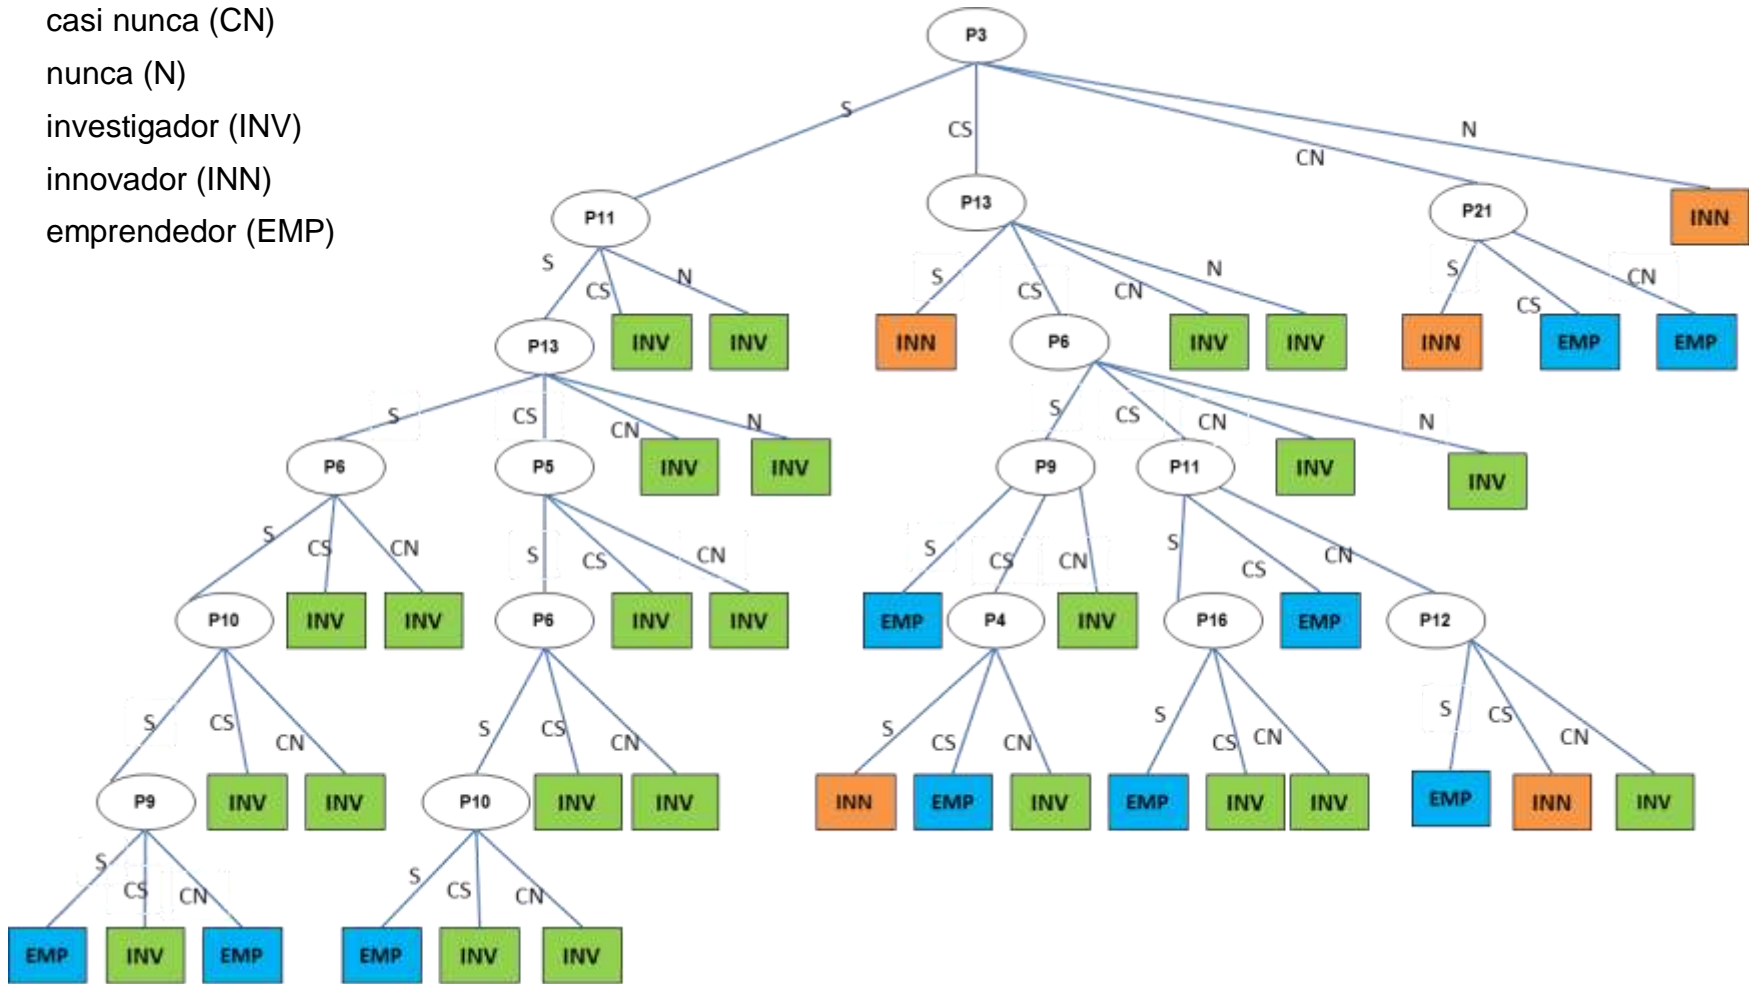 casi nunca (CN)
nunca (N)
investigador (INV)
innovador (INN)
emprendedor (EMP)
P3
S
CS
CN
N
P11
P13
P21
INN
S
CS
N
S
CS
CN
N
S
CS
CN
P13
INV
INV
INN
P6
INV
INV
INN
EMP
EMP
S
CS
CN
N
S
CS
CN
N
P6
P5
INV
INV
P9
P11
INV
INV
S
CS
CN
S
CS
CN
S
CS
CN
S
CS
CN
P10
INV
INV
P6
INV
INV
EMP
P4
INV
P16
EMP
P12
S
CS
CN
S
CS
CN
S
CS
CN
S
CS
CN
S
CS
CN
P9
INV
INV
P10
INV
INV
INN
EMP
INV
EMP
INV
INV
EMP
INN
INV
S
CS
CN
S
CS
CN
EMP
INV
EMP
EMP
INV
INV